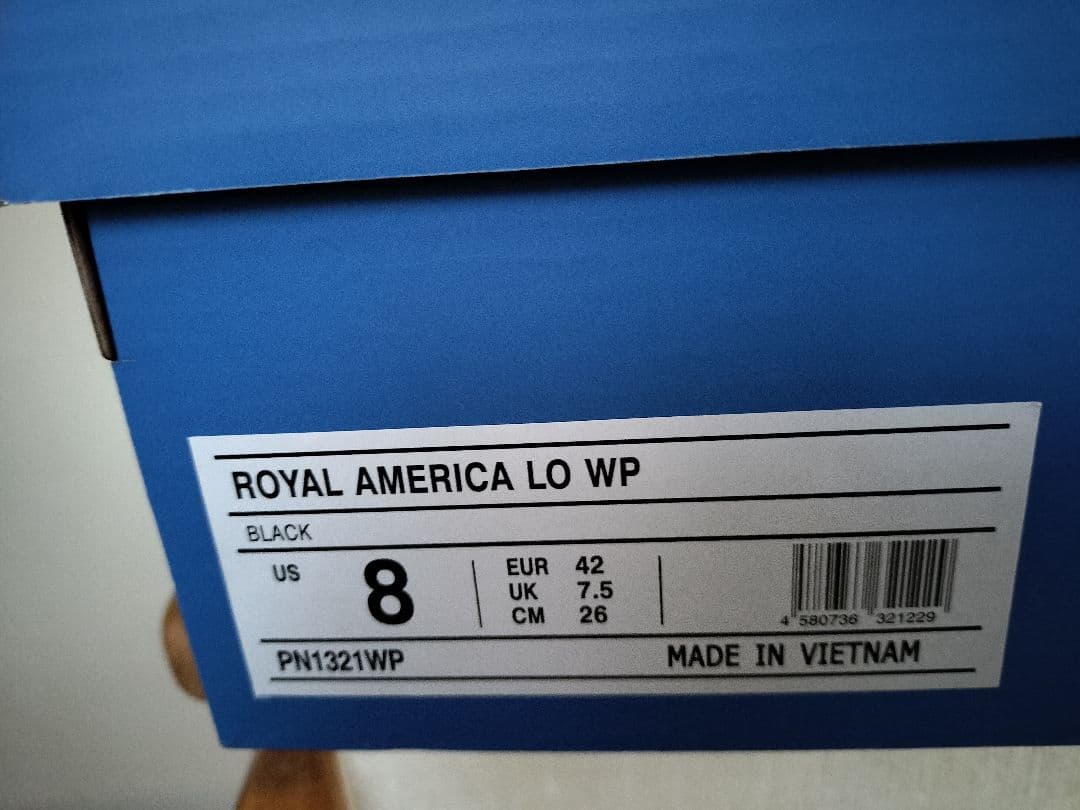 ROYAL AMERICA LO WP
BLACK
US 8
EUR 42
UK 7.5
CM 26
4 580736 321229
PN1321WP
MADE IN VIETNAM